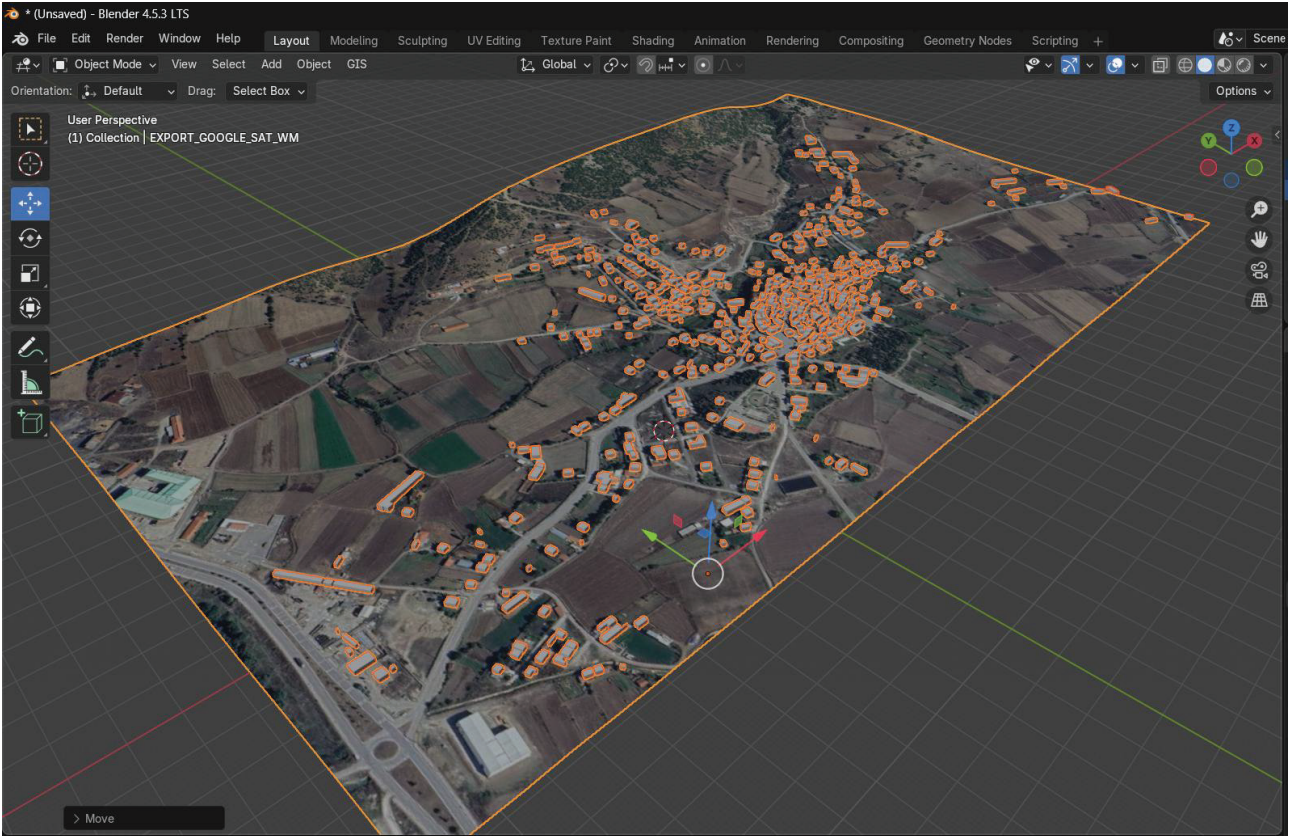 * (Unsaved) - Blender 4.5.3 LTS
File Edit Render Window Help Layout Modeling Sculpting UV Editing Texture Paint Shading Animation Rendering Compositing Geometry Nodes Scripting + Scene
Object Mode View Select Add Object GIS Global
Orientation: Default Drag: Select Box Options
User Perspective
(1) Collection | EXPORT_GOOGLE_SAT_WM
Z
Y X
> Move